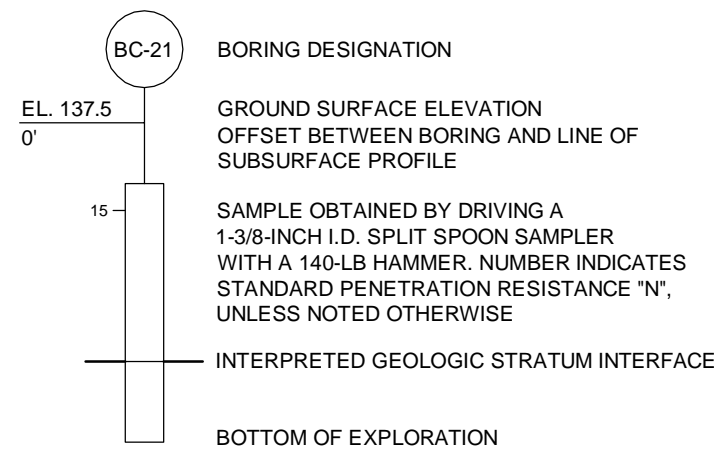 BC-21
BORING DESIGNATION
EL. 137.5
0'
GROUND SURFACE ELEVATION
OFFSET BETWEEN BORING AND LINE OF
SUBSURFACE PROFILE
15
SAMPLE OBTAINED BY DRIVING A
1-3/8-INCH I.D. SPLIT SPOON SAMPLER
WITH A 140-LB HAMMER. NUMBER INDICATES
STANDARD PENETRATION RESISTANCE "N",
UNLESS NOTED OTHERWISE
INTERPRETED GEOLOGIC STRATUM INTERFACE
BOTTOM OF EXPLORATION